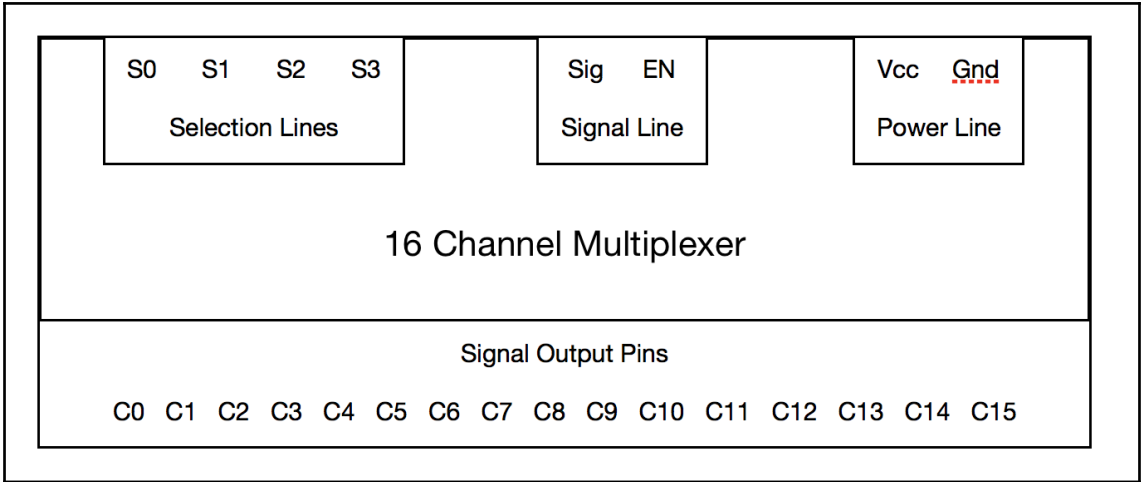 S0 S1 S2 S3 Sig EN Vcc Gnd
Selection Lines Signal Line Power Line
16 Channel Multiplexer
Signal Output Pins
C0 C1 C2 C3 C4 C5 C6 C7 C8 C9 C10 C11 C12 C13 C14 C15